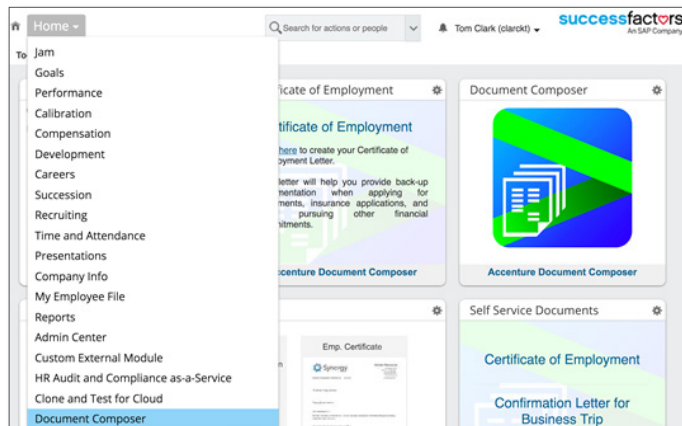 Home
Search for actions or people
Tom Clark (clarckt)
successfactors
An SAP Company
To
Jam
Goals
Performance
Calibration
Compensation
Development
Careers
Succession
Recruiting
Time and Attendance
Presentations
Company Info
My Employee File
Reports
Admin Center
Custom External Module
HR Audit and Compliance as-a-Service
Clone and Test for Cloud
Document Composer
ficate of Employment
tificate of Employment
here to create your Certificate of
oyment Letter.
letter will help you provide back-up
mentation when applying for
ments, insurance applications, and
pursuing other financial
mitments.
ccenture Document Composer
Document Composer
Accenture Document Composer
Emp. Certificate
Synergy
Self Service Documents
Certificate of Employment
Confirmation Letter for
Business Trip